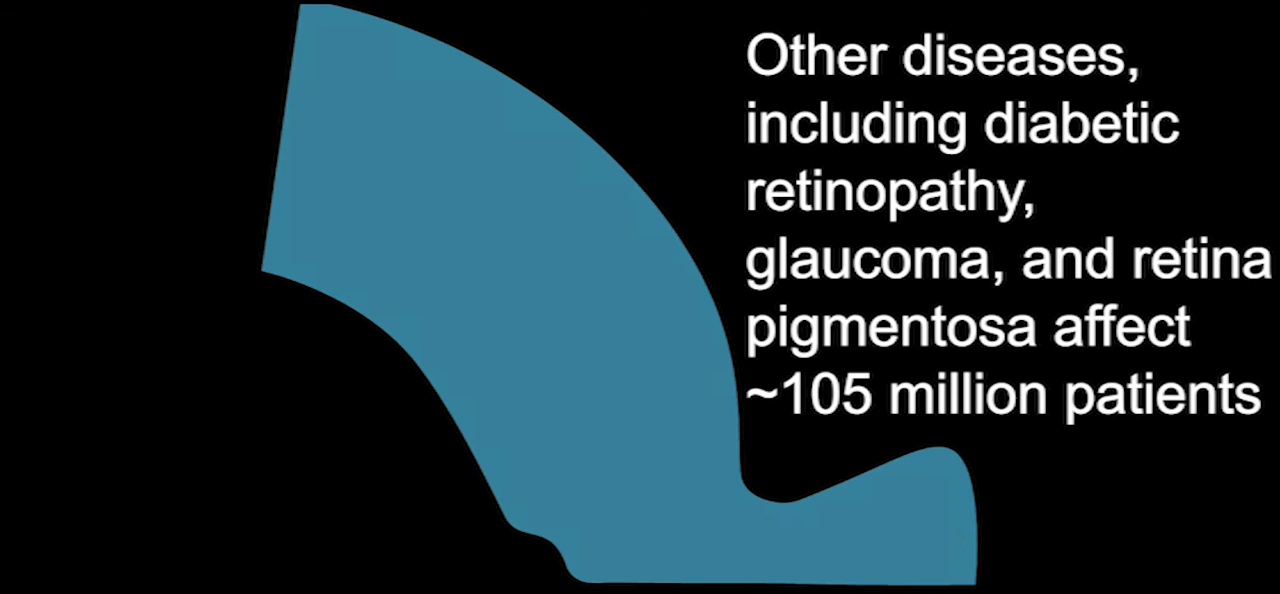 Other diseases,
including diabetic
retinopathy,
glaucoma, and retina
pigmentosa affect
~105 million patients